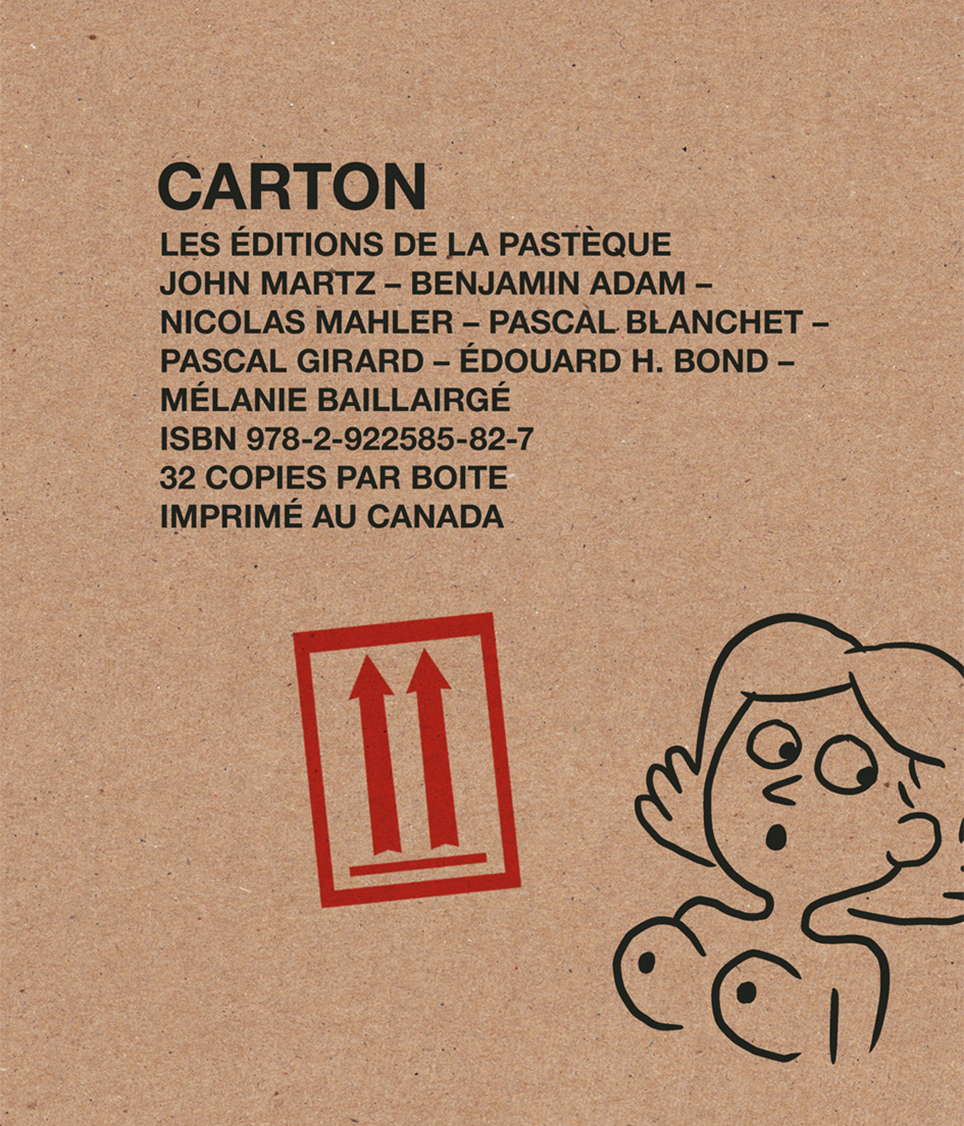 CARTON
LES ÉDITIONS DE LA PASTÈQUE
JOHN MARTZ – BENJAMIN ADAM –
NICOLAS MAHLER – PASCAL BLANCHET –
PASCAL GIRARD – ÉDOUARD H. BOND –
MÉLANIE BAILLAIRGÉ
ISBN 978-2-922585-82-7
32 COPIES PAR BOITE
IMPRIMÉ AU CANADA